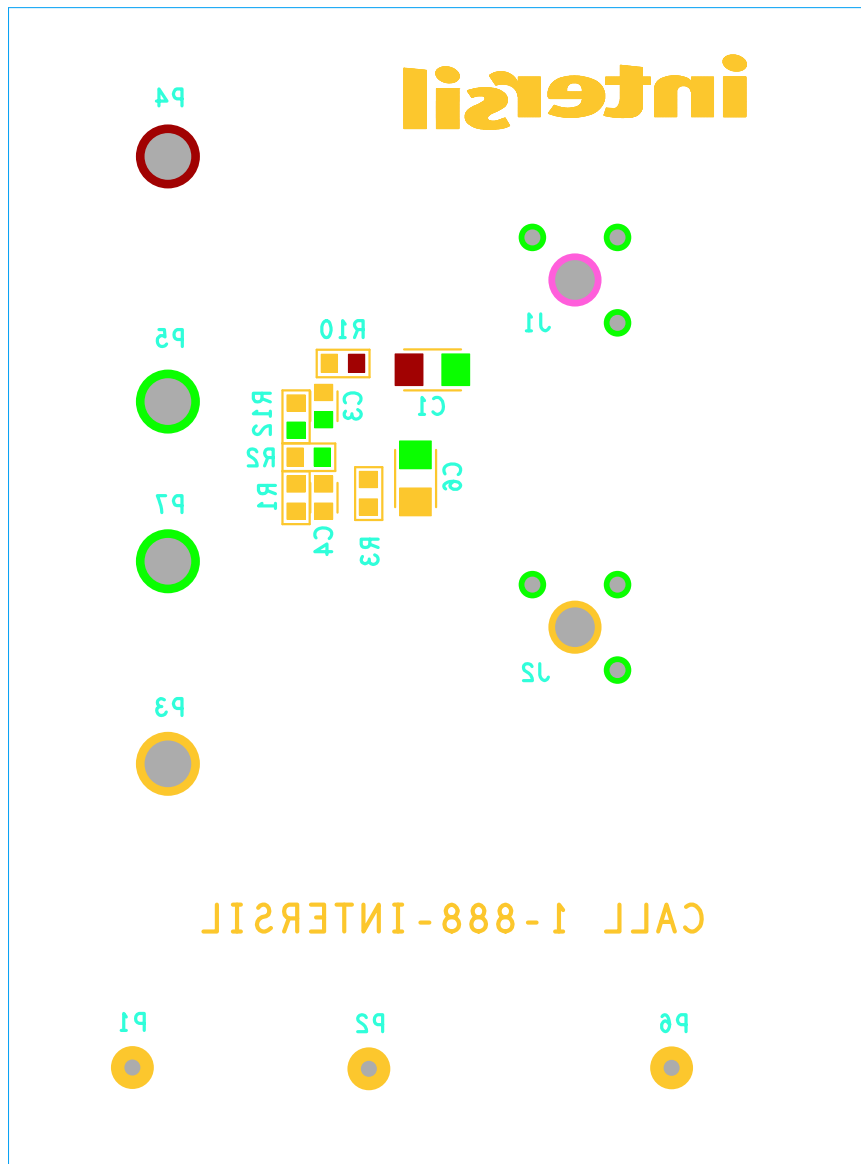 intersil
P4
J1
P5
R10
C1
R12
C3
R2
C6
R1
P7
C4
R3
J2
P3
CALL 1-888-INTERSIL
P1
P2
P6